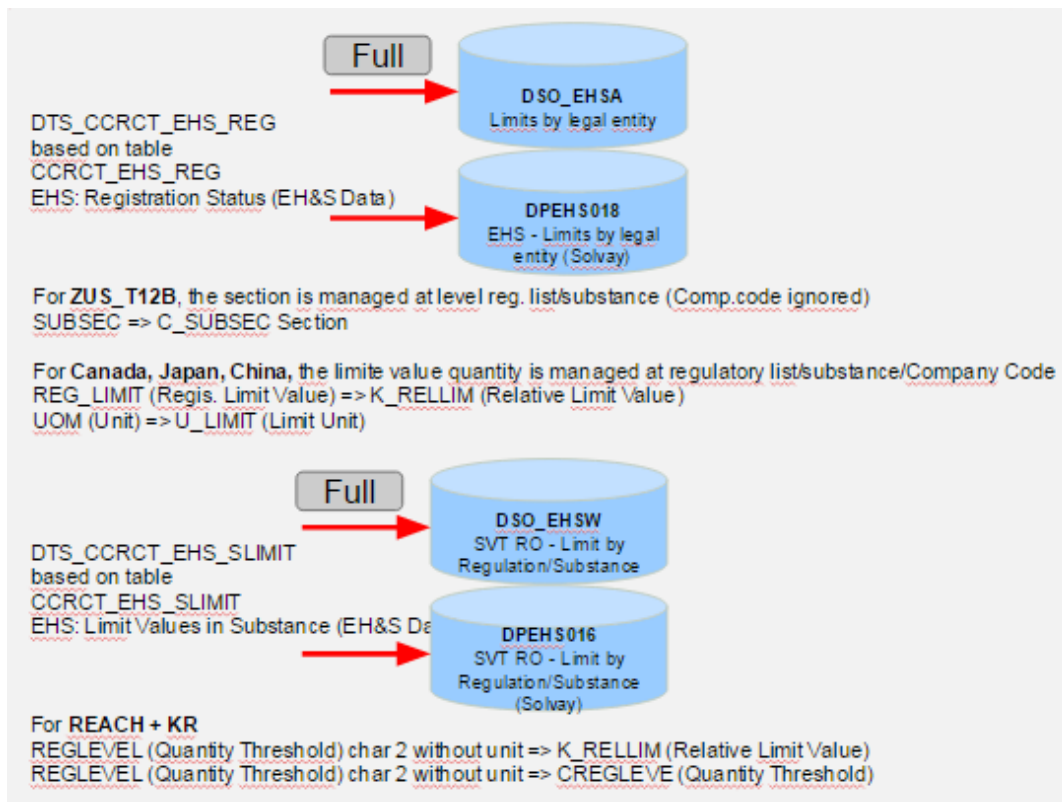 Full
DSO_EHSA
Limits by legal entity
DTS_CCRCT_EHS_REG
based on table
CCRCT_EHS_REG
EHS: Registration Status (EH&S Data)
DPEHS018
EHS - Limits by legal
entity (Solvay)
For ZUS_T12B, the section is managed at level reg. list/substance (Comp.code ignored)
SUBSEC => C_SUBSEC Section
For Canada, Japan, China, the limite value quantity is managed at regulatory list/substance/Company Code
REG_LIMIT (Regis. Limit Value) => K_RELLIM (Relative Limit Value)
UOM (Unit) => U_LIMIT (Limit Unit)
Full
DSO_EHSW
SVT RO - Limit by
Regulation/Substance
DTS_CCRCT_EHS_SLIMIT
based on table
CCRCT_EHS_SLIMIT
EHS: Limit Values in Substance (EH&S Da
DPEHS016
SVT RO - Limit by
Regulation/Substance
(Solvay)
For REACH + KR
REGLEVEL (Quantity Threshold) char 2 without unit => K_RELLIM (Relative Limit Value)
REGLEVEL (Quantity Threshold) char 2 without unit => CREGLEVE (Quantity Threshold)